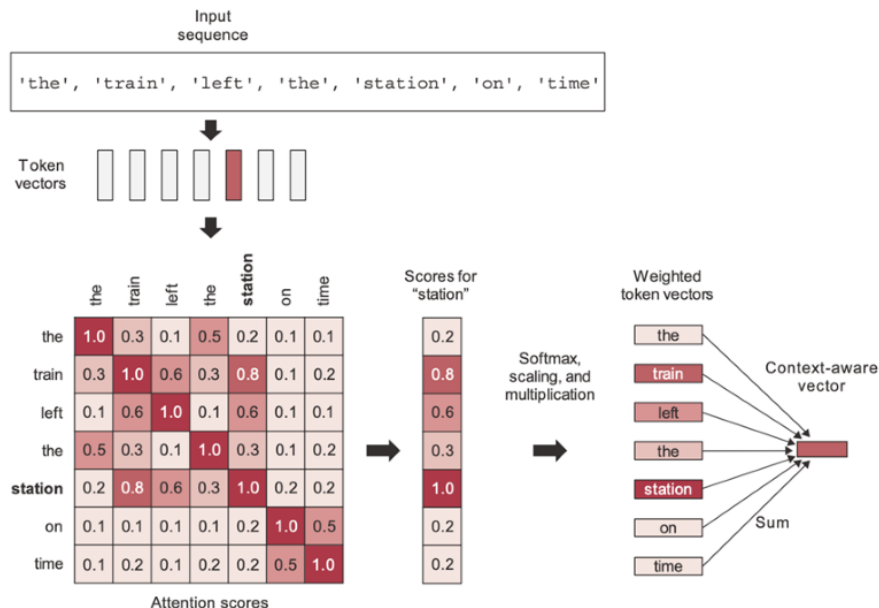 Input
sequence
'the', 'train', 'left', 'the', 'station', 'on', 'time'
Token
vectors
the train left the station on time
the 1.0 0.3 0.1 0.5 0.2 0.1 0.1
train 0.3 1.0 0.6 0.3 0.8 0.1 0.2
left 0.1 0.6 1.0 0.1 0.6 0.1 0.1
the 0.5 0.3 0.1 1.0 0.3 0.1 0.2
station 0.2 0.8 0.6 0.3 1.0 0.2 0.2
on 0.1 0.1 0.1 0.1 0.2 1.0 0.5
time 0.1 0.2 0.1 0.2 0.2 0.5 1.0
Attention scores
Scores for
"station"
0.2
0.8
0.6
0.3
1.0
0.2
0.2
Softmax,
scaling, and
multiplication
Weighted
token vectors
the
train
left
the
station
on
time
Sum
Context-aware
vector